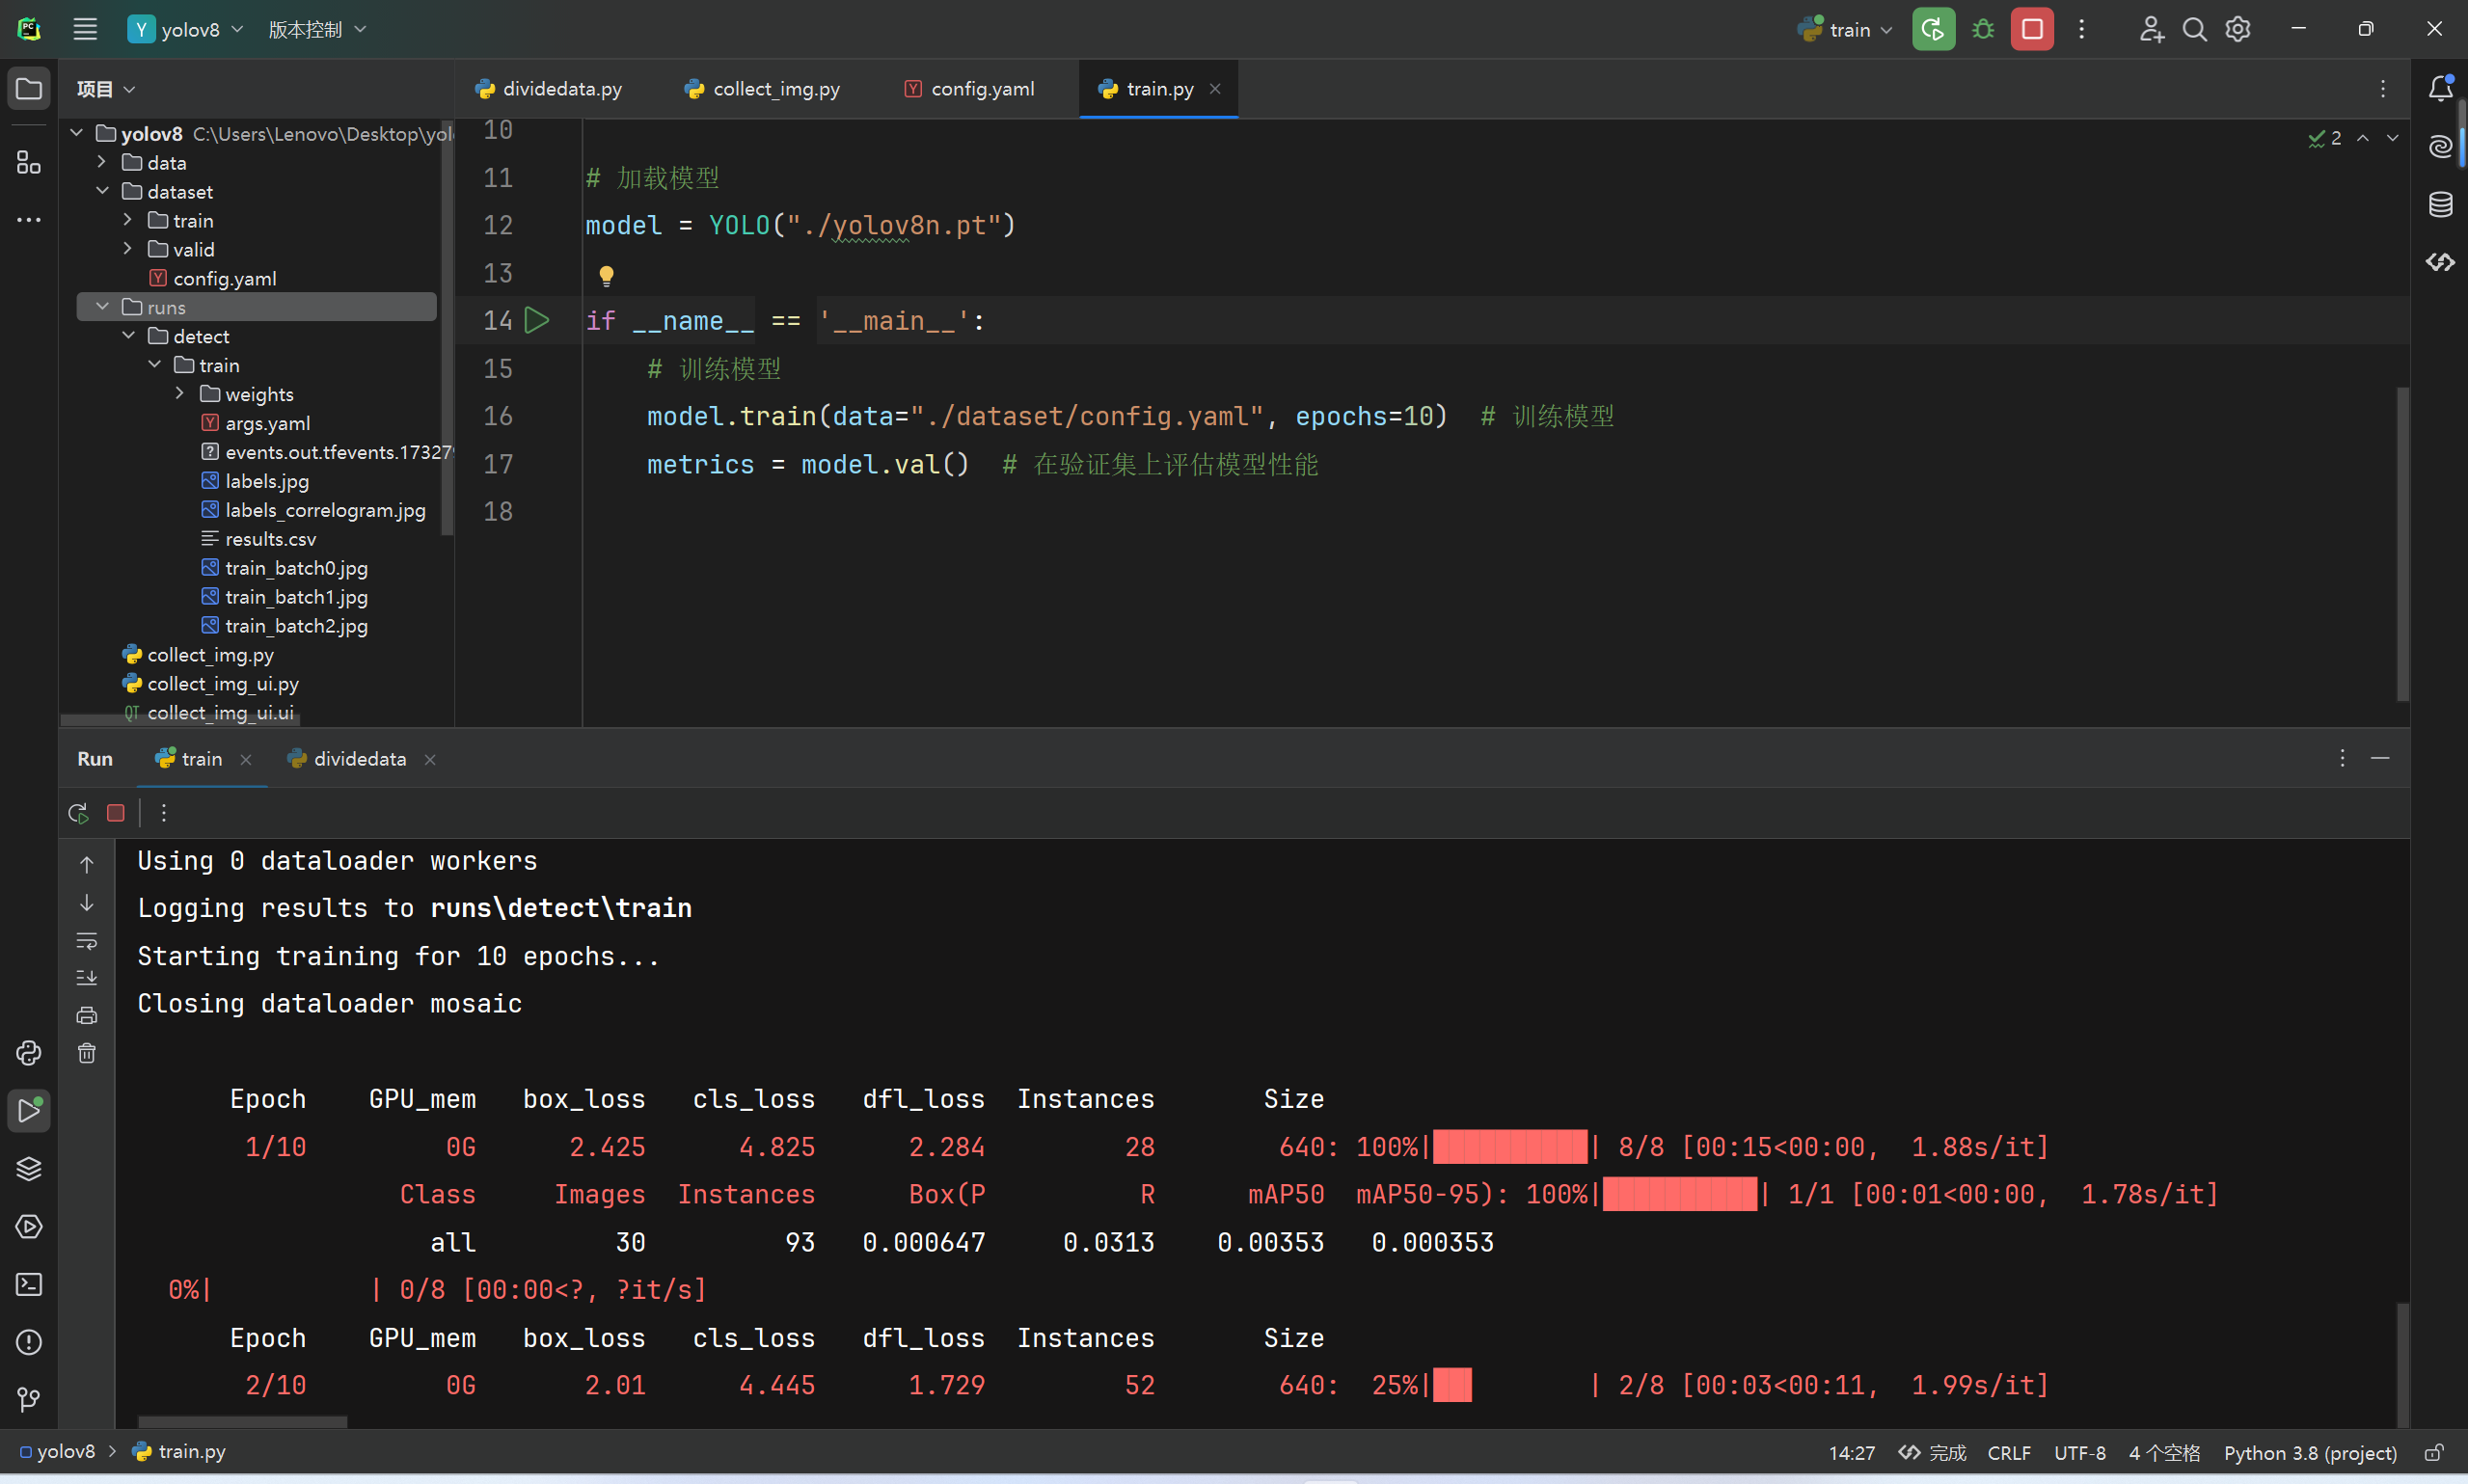 Y yolov8 版本控制 train
项目
dividedata.py collect_img.py config.yaml train.py
yolov8 C:\Users\Lenovo\Desktop\yol
data
dataset
train
valid
config.yaml
runs
detect
train
weights
args.yaml
events.out.tfevents.17327
labels.jpg
labels_correlogram.jpg
results.csv
train_batch0.jpg
train_batch1.jpg
train_batch2.jpg
collect_img.py
collect_img_ui.py
collect_img_ui.ui
2
10
11 # 加载模型
12 model = YOLO("./yolov8n.pt")
13
14 if __name__ == '__main__':
15 # 训练模型
16 model.train(data="./dataset/config.yaml", epochs=10) # 训练模型
17 metrics = model.val() # 在验证集上评估模型性能
18
Run train dividedata
Using 0 dataloader workers
Logging results to runs\detect\train
Starting training for 10 epochs...
Closing dataloader mosaic
Epoch GPU_mem box_loss cls_loss dfl_loss Instances Size
1/10 0G 2.425 4.825 2.284 28 640: 100%|██████████| 8/8 [00:15<00:00, 1.88s/it]
Class Images Instances Box(P R mAP50 mAP50-95): 100%|██████████| 1/1 [00:01<00:00, 1.78s/it]
all 30 93 0.000647 0.0313 0.00353 0.000353
0%| | 0/8 [00:00<?, ?it/s]
Epoch GPU_mem box_loss cls_loss dfl_loss Instances Size
2/10 0G 2.01 4.445 1.729 52 640: 25%|██▌ | 2/8 [00:03<00:11, 1.99s/it]
yolov8 > train.py 14:27 完成 CRLF UTF-8 4 个空格 Python 3.8 (project)